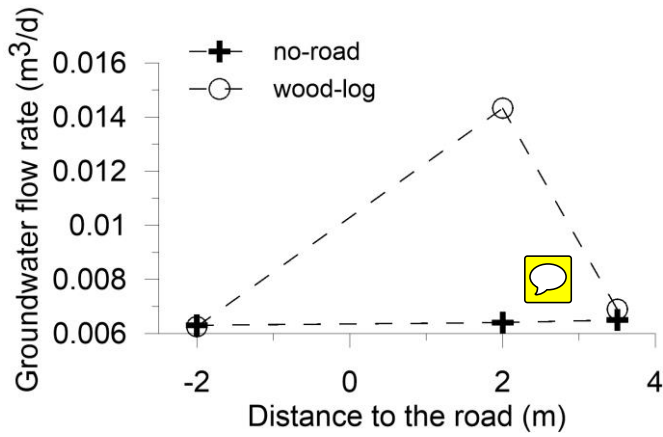 no-road
wood-log
Groundwater flow rate (m³/d)
0.016
0.014
0.012
0.01
0.008
0.006
-2 0 2 4
Distance to the road (m)